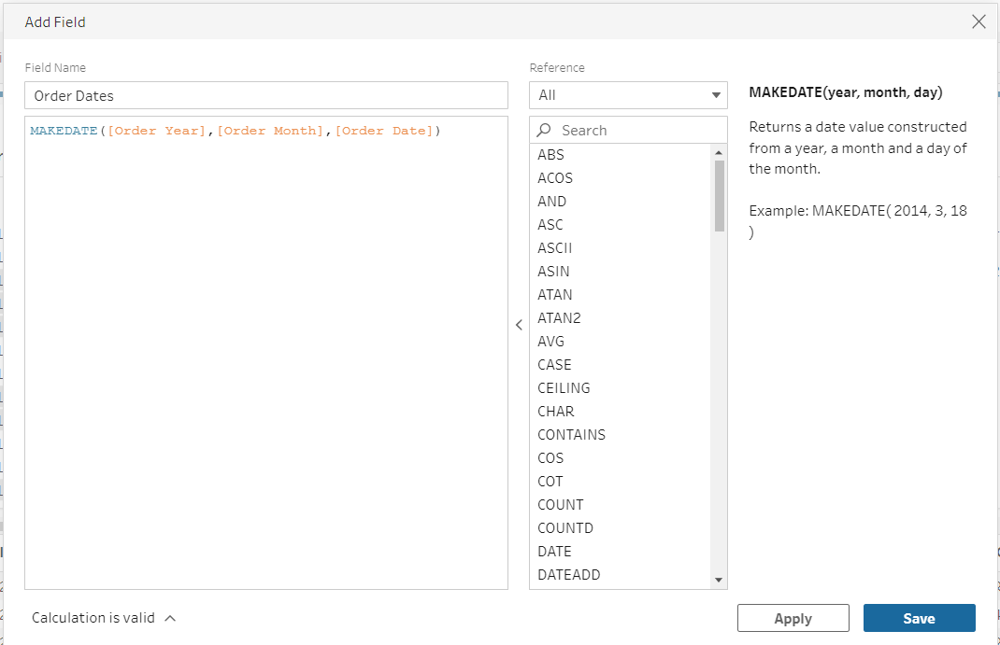 Add Field
Field Name
Order Dates
MAKEDATE([Order Year],[Order Month],[Order Date])
Reference
All
Search
ABS
ACOS
AND
ASC
ASCII
ASIN
ATAN
ATAN2
AVG
CASE
CEILING
CHAR
CONTAINS
COS
COT
COUNT
COUNTD
DATE
DATEADD
MAKEDATE(year, month, day)
Returns a date value constructed
from a year, a month and a day of
the month.
Example: MAKEDATE( 2014, 3, 18
)
Calculation is valid
Apply
Save